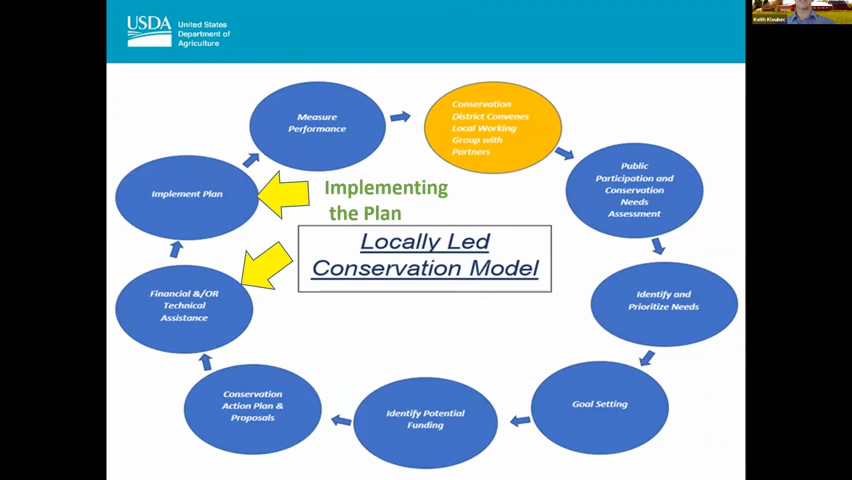 USDA
United States
Department of
Agriculture
Keith Kloubec
Measure
Performance
Conservation
District Convenes
Local Working
Group with
Partners
Public
Participation and
Conservation
Needs
Assessment
Implement Plan
Implementing
the Plan
Locally Led
Conservation Model
Financial &/OR
Technical
Assistance
Identify and
Prioritize Needs
Conservation
Action Plan &
Proposals
Identify Potential
Funding
Goal Setting